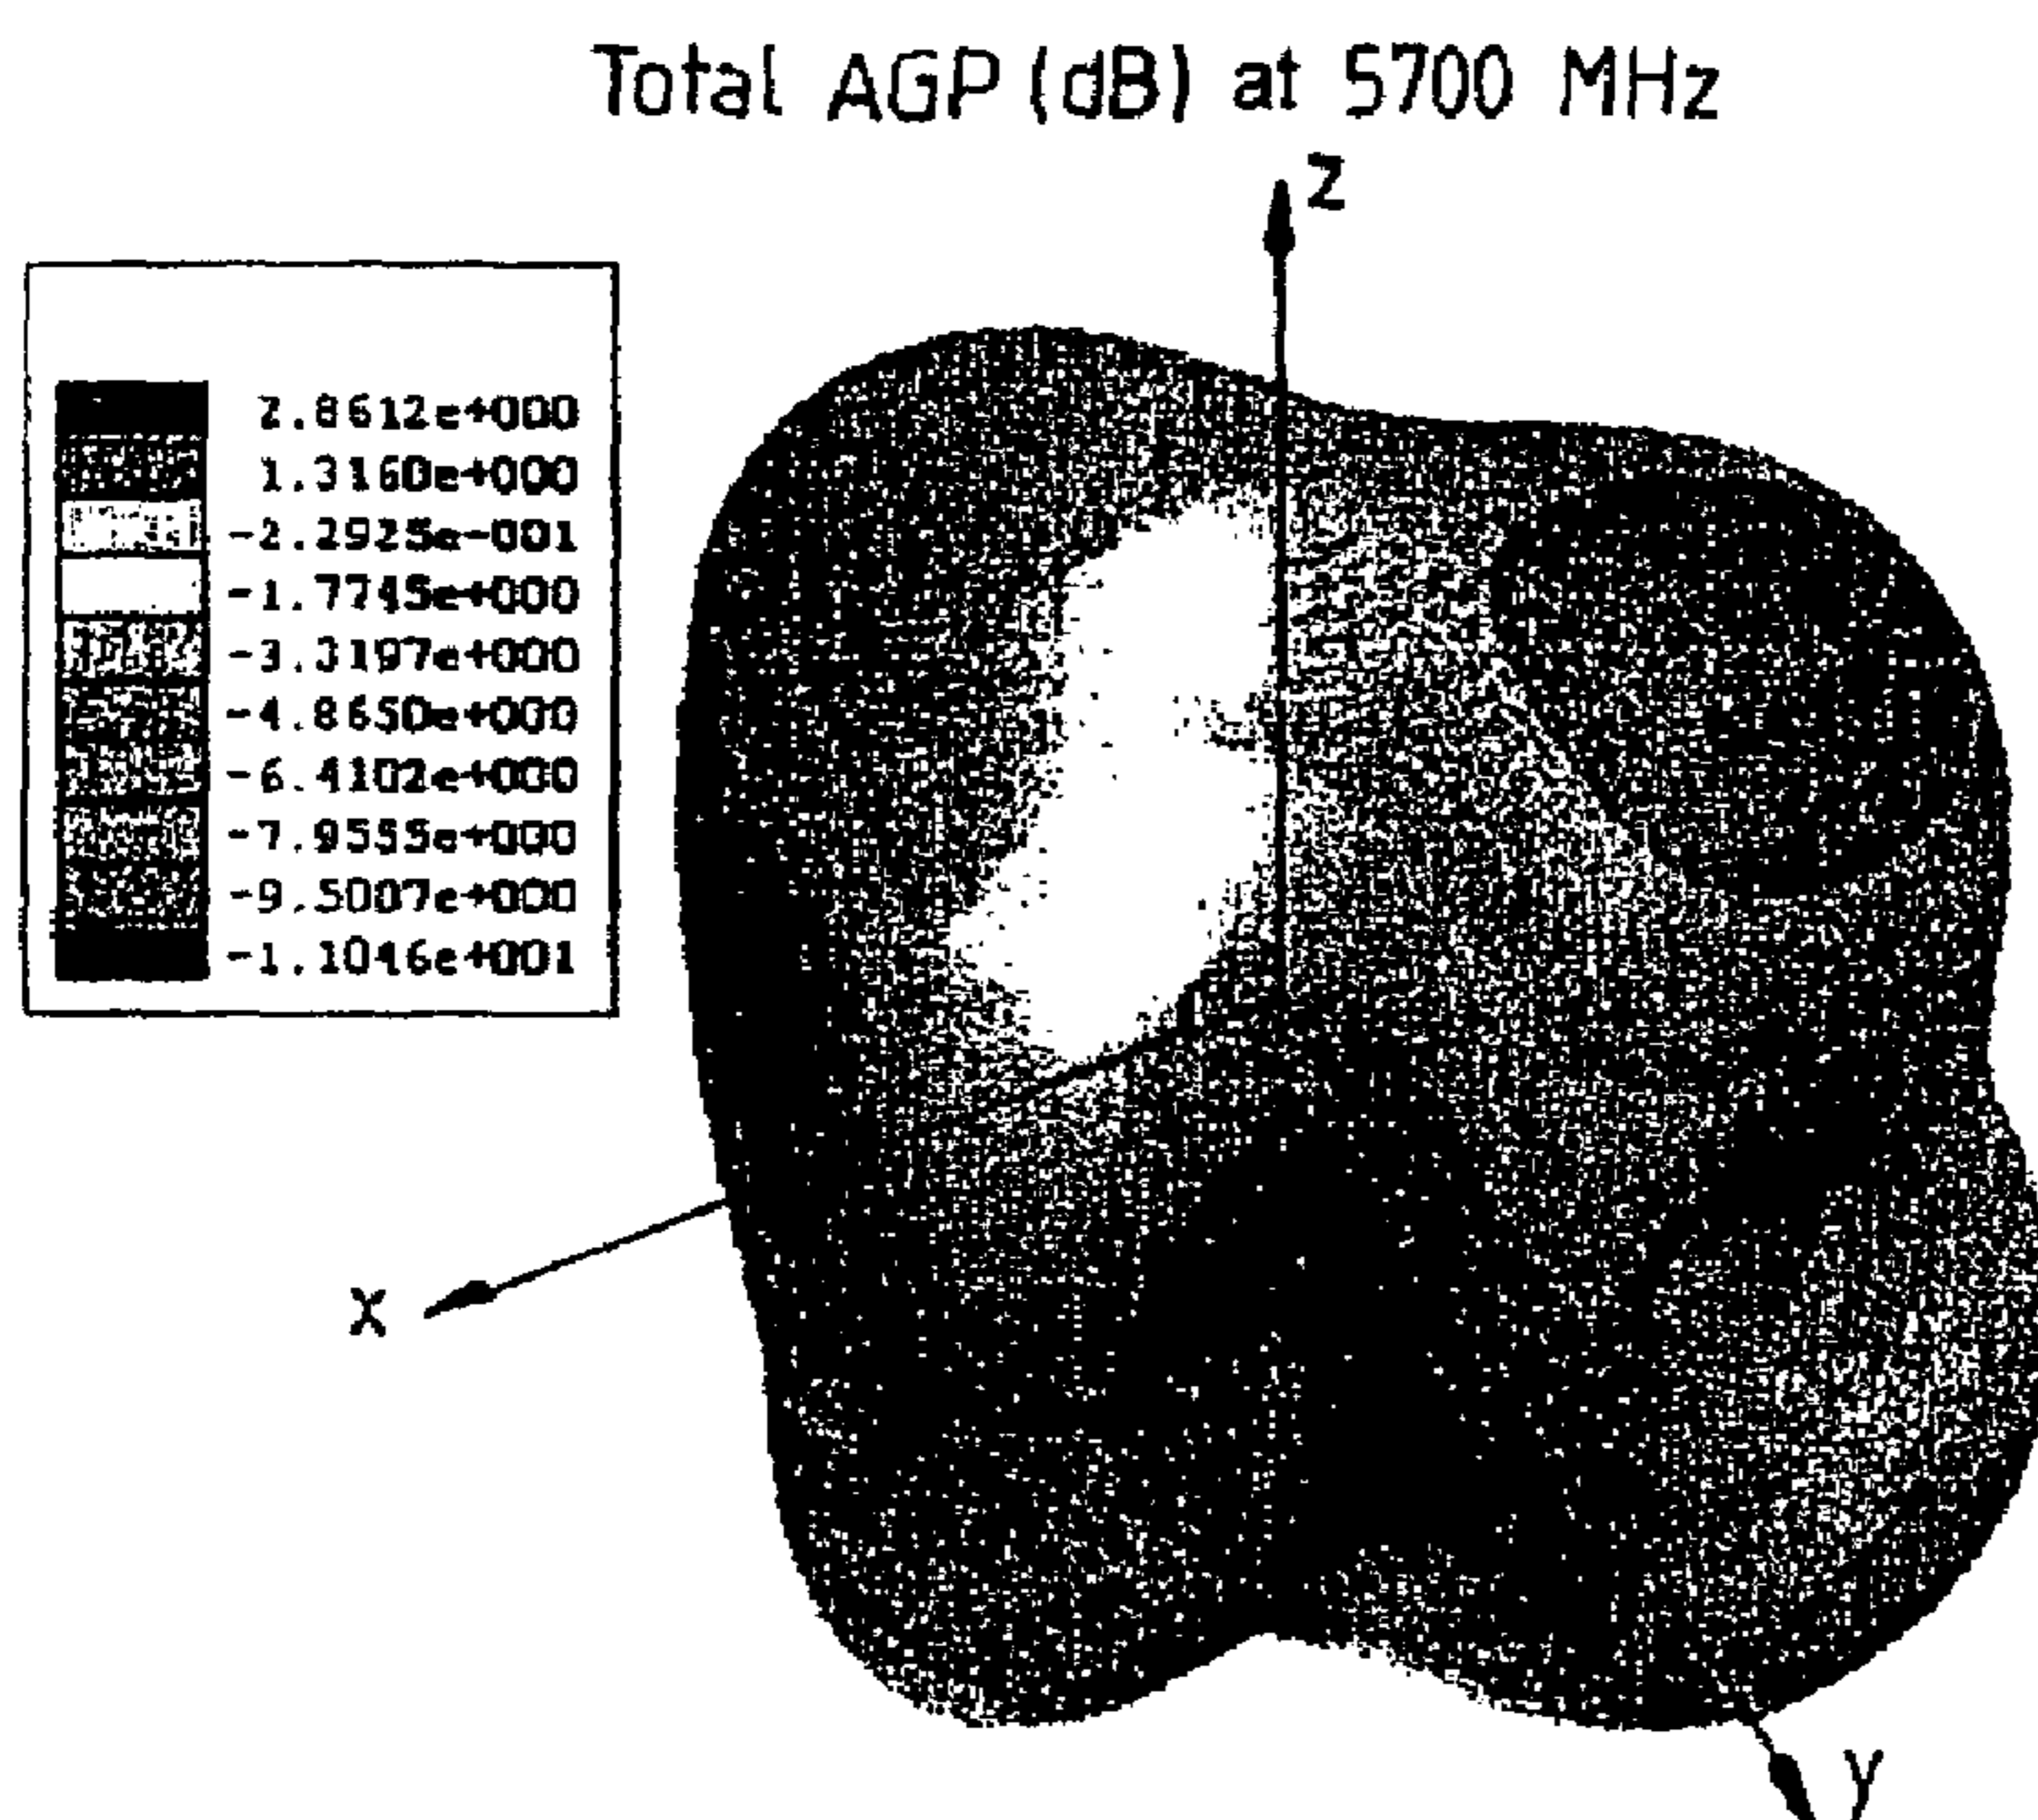 Total AGP (dB) at 5700 MHz
Z
2.8612e+000
1.3160e+000
-2.2925e-001
-1.7745e+000
-3.3197e+000
-4.8650e+000
-6.4102e+000
-7.9555e+000
-9.5007e+000
-1.1046e+001
X
Y